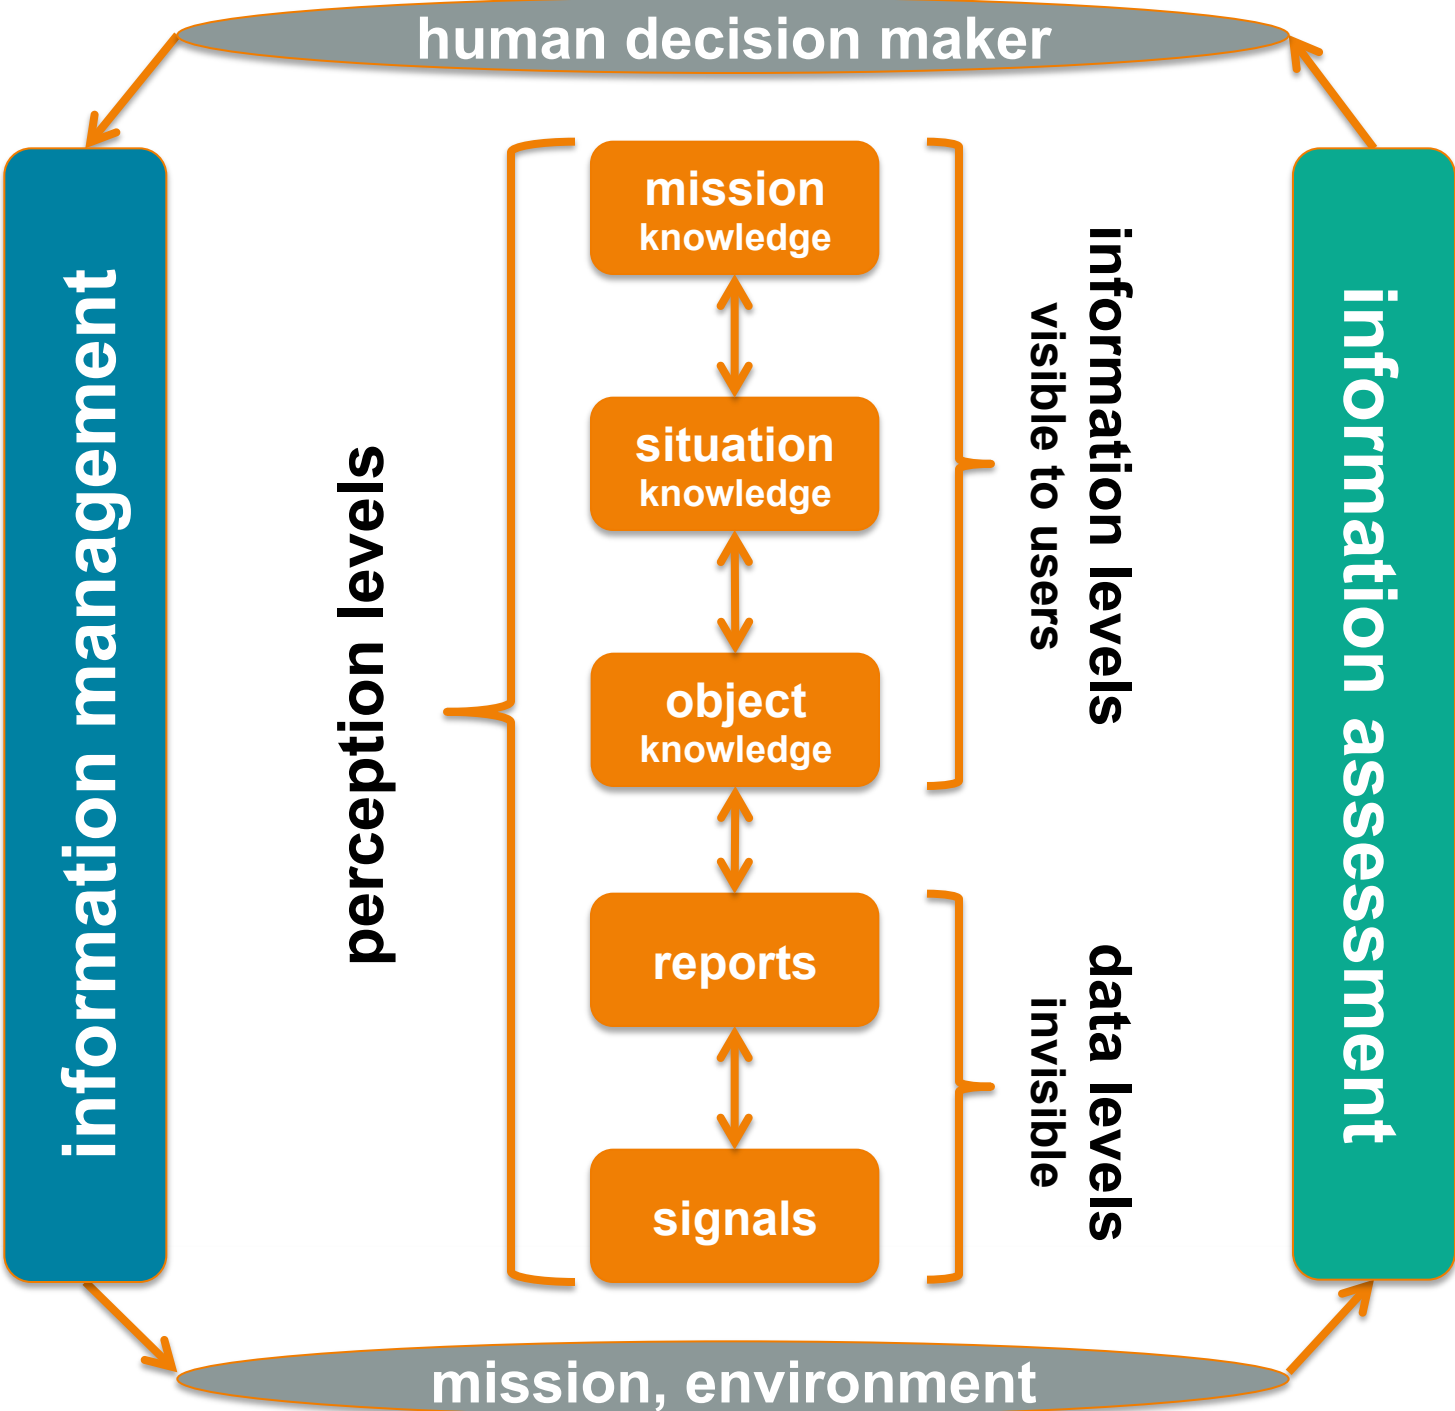 human decision maker
information management
perception levels
mission
knowledge
situation
knowledge
object
knowledge
reports
signals
information levels
visible to users
data levels
invisible
information assessment
mission, environment